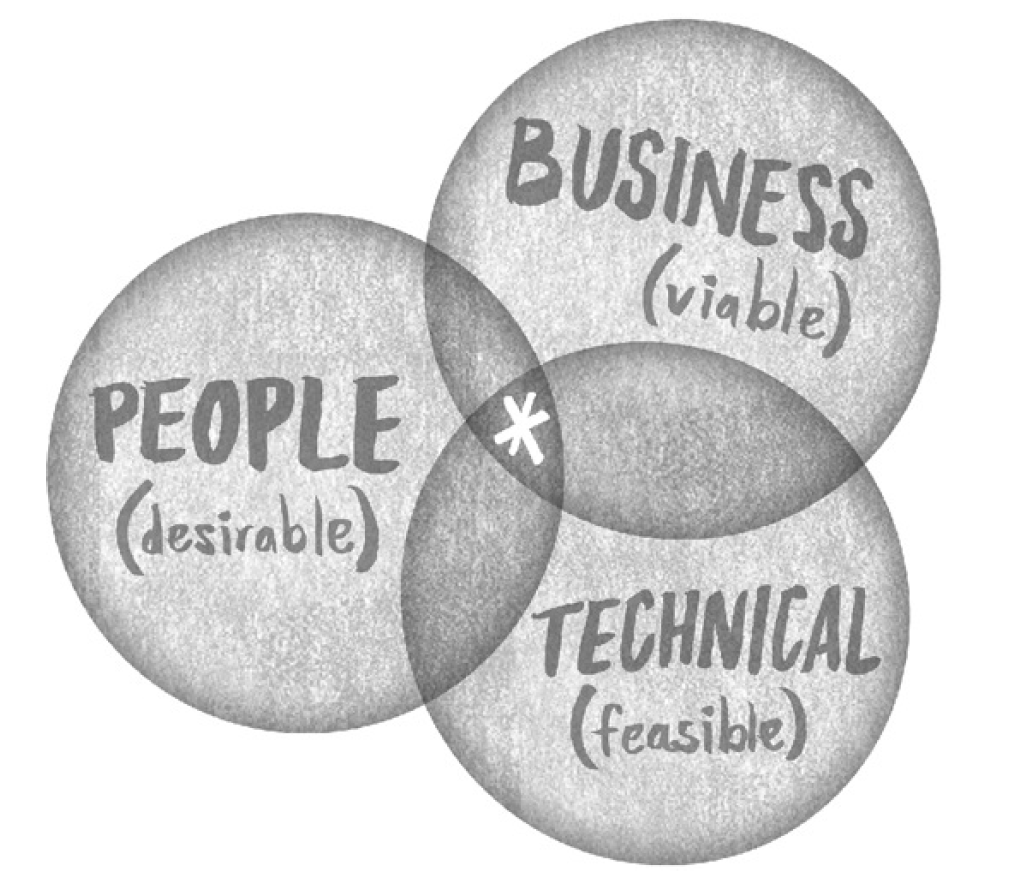 BUSINESS
(viable)
PEOPLE
(desirable)
*
TECHNICAL
(feasible)